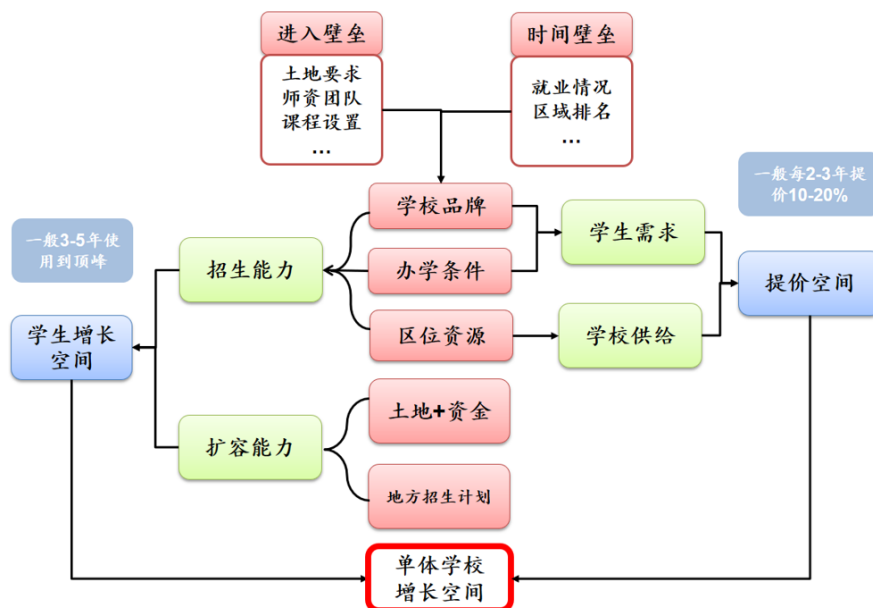 进入壁垒
时间壁垒
土地要求
师资团队
课程设置
…
就业情况
区域排名
…
一般每2-3年提
价10-20%
学校品牌
学生需求
一般3-5年使
用到顶峰
招生能力
办学条件
提价空间
学生增长
空间
区位资源
学校供给
土地+资金
扩容能力
地方招生计划
单体学校
增长空间